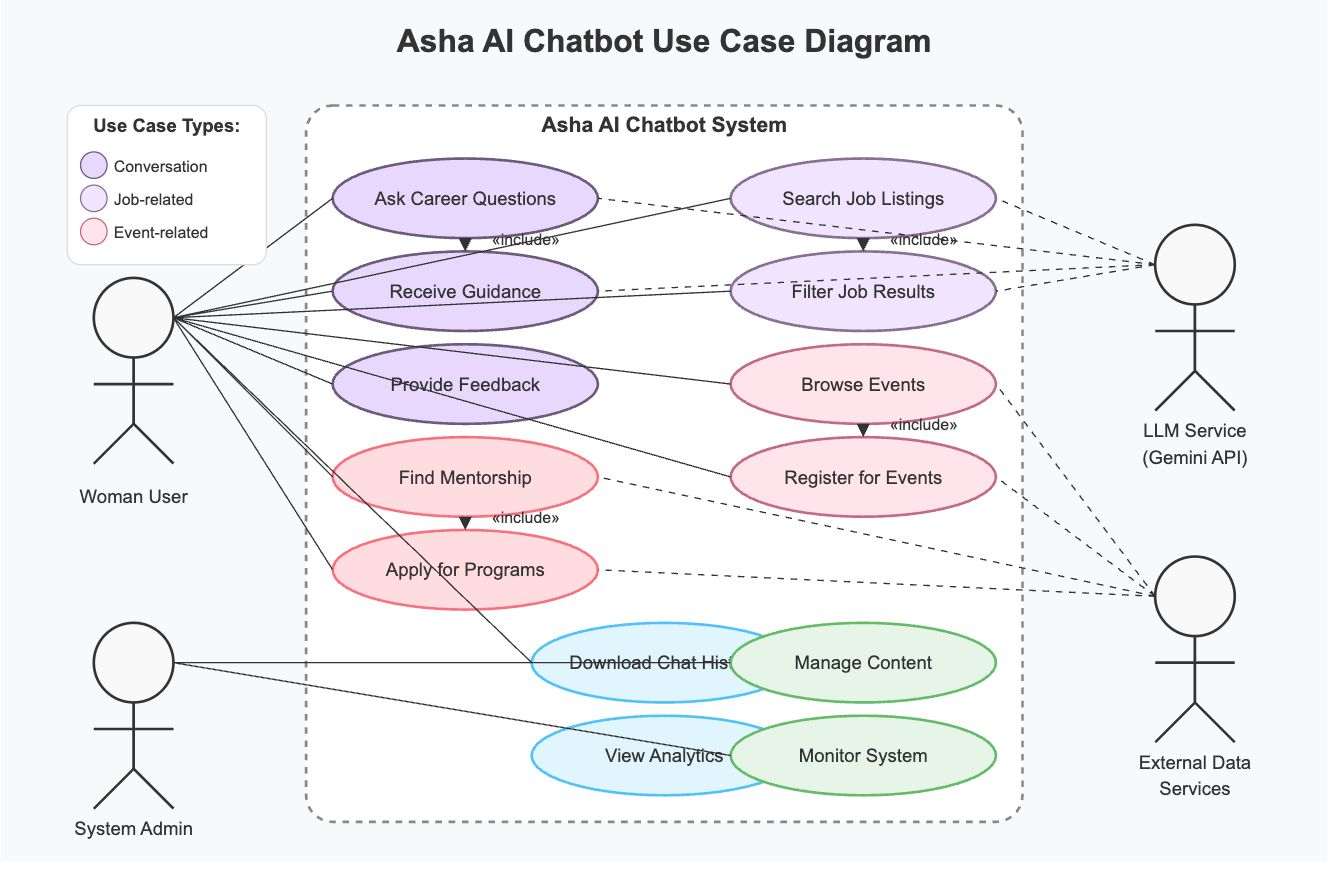 Asha AI Chatbot Use Case Diagram
Use Case Types:
Conversation
Job-related
Event-related
Asha AI Chatbot System
Ask Career Questions
Search Job Listings
«include»
«include»
Receive Guidance
Filter Job Results
Provide Feedback
Browse Events
«include»
Find Mentorship
Register for Events
«include»
Apply for Programs
Download Chat Hist
Manage Content
View Analytics
Monitor System
Woman User
System Admin
LLM Service
(Gemini API)
External Data
Services